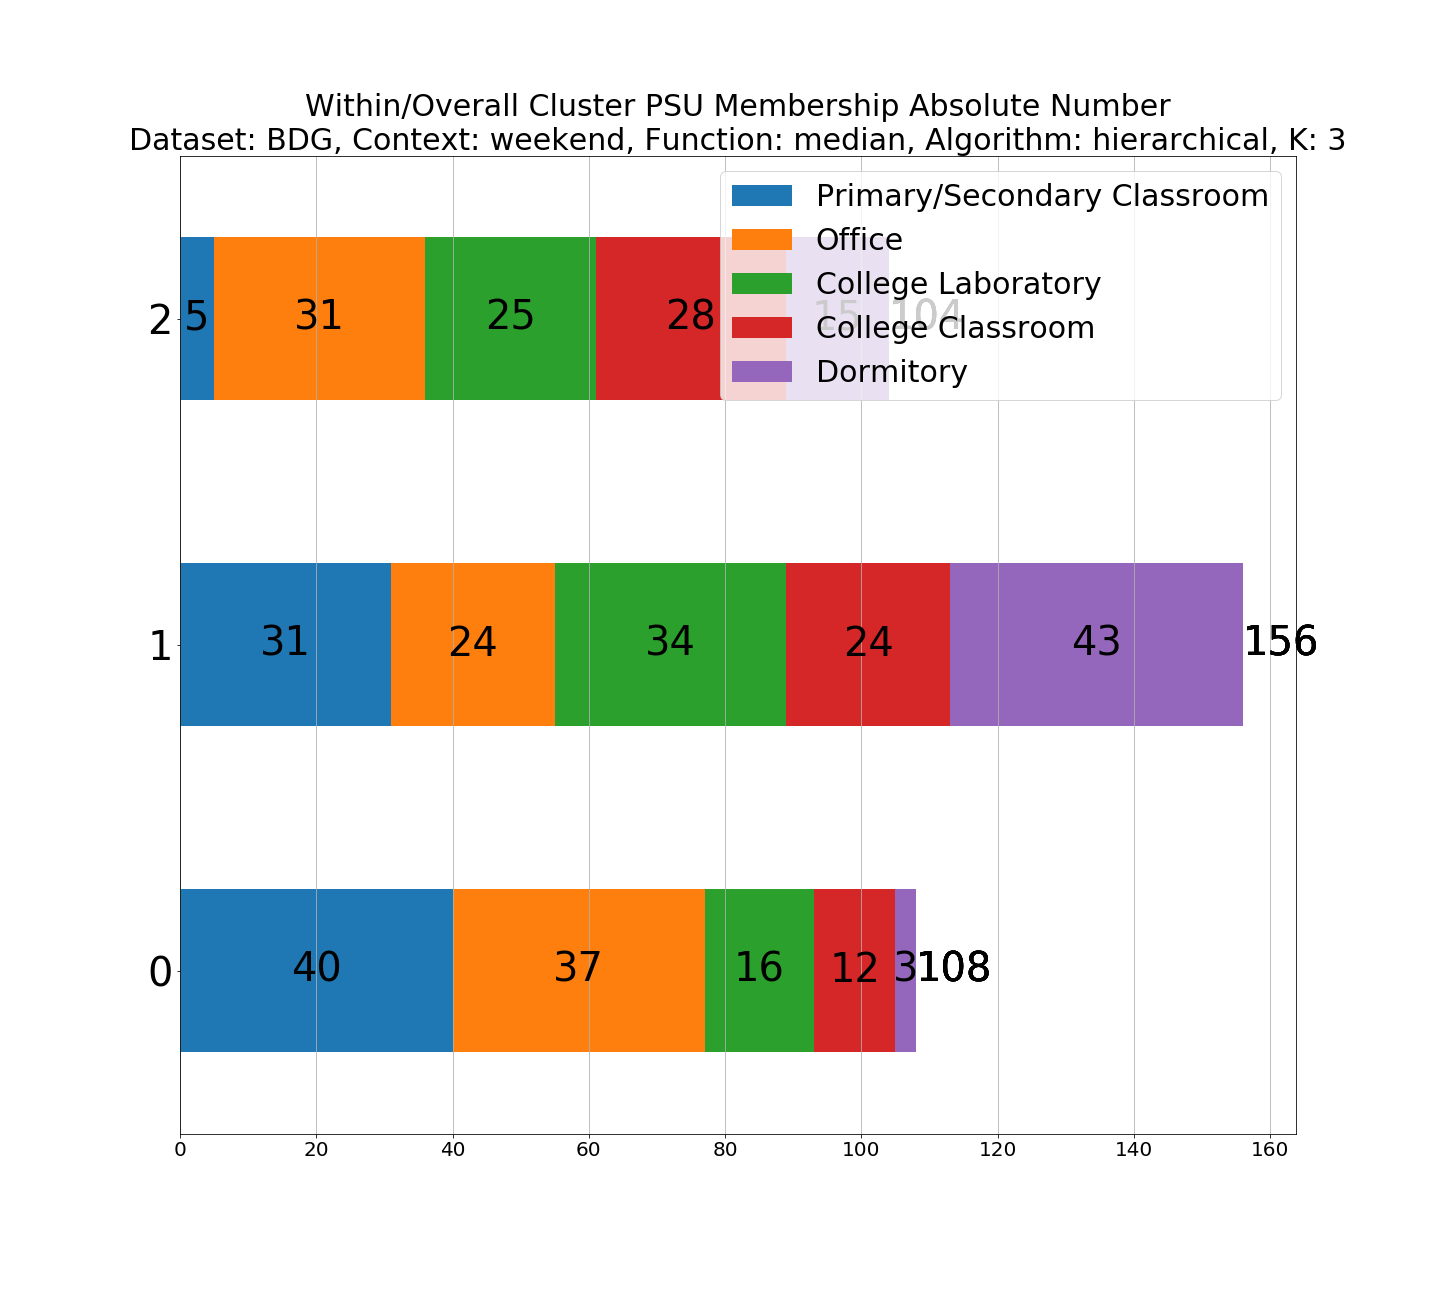 Within/Overall Cluster PSU Membership Absolute Number
Dataset: BDG, Context: weekend, Function: median, Algorithm: hierarchical, K: 3
Primary/Secondary Classroom
Office
College Laboratory
College Classroom
Dormitory
2 5 31 25 28 15 104
1 31 24 34 24 43 156
0 40 37 16 12 3 108
0 20 40 60 80 100 120 140 160